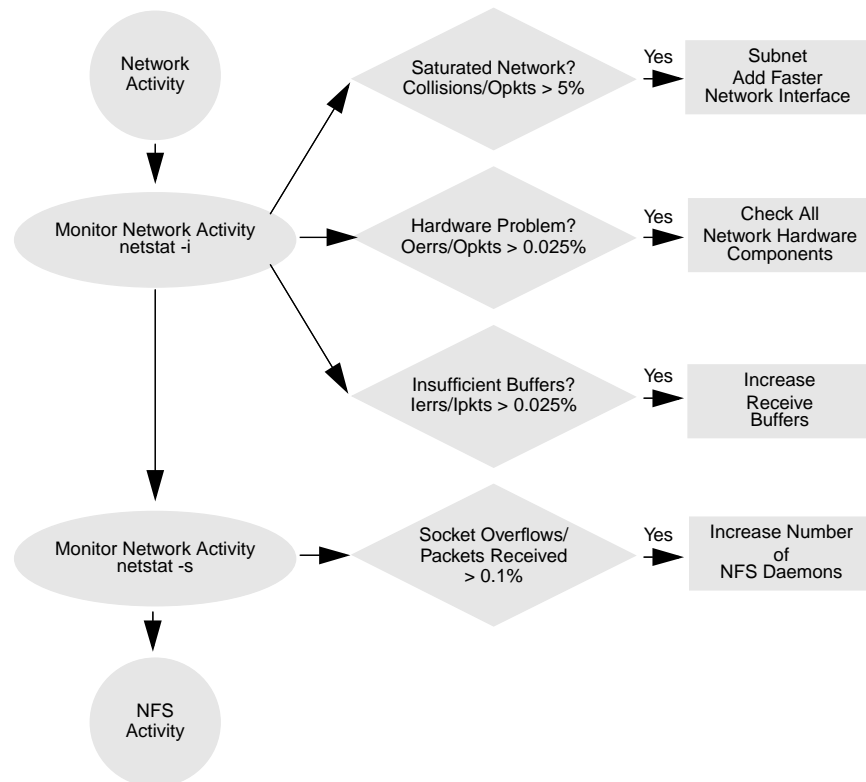 Network
Activity
Saturated Network?
Collisions/Opkts > 5%
Yes
Subnet
Add Faster
Network Interface
Monitor Network Activity
netstat -i
Hardware Problem?
Oerrs/Opkts > 0.025%
Yes
Check All
Network Hardware
Components
Insufficient Buffers?
Ierrs/Ipkts > 0.025%
Yes
Increase
Receive
Buffers
Monitor Network Activity
netstat -s
Socket Overflows/
Packets Received
> 0.1%
Yes
Increase Number
of
NFS Daemons
NFS
Activity